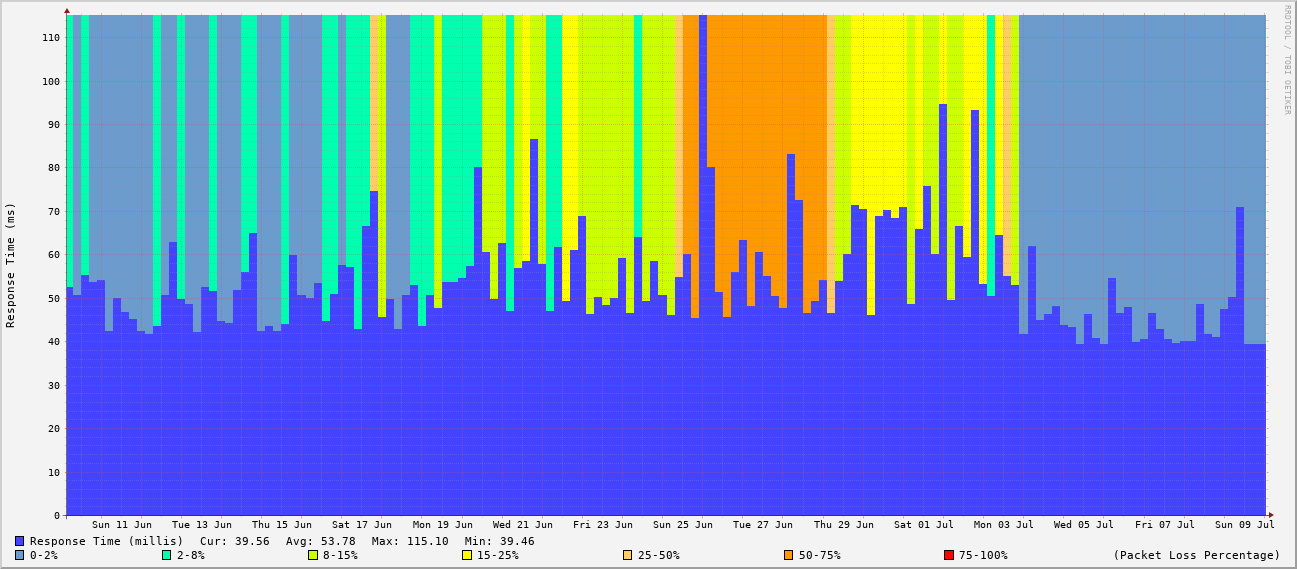 RRDTOOL / TOBI OETIKER
Response Time (ms)
110
100
90
80
70
60
50
40
30
20
10
0
Sun 11 Jun Tue 13 Jun Thu 15 Jun Sat 17 Jun Mon 19 Jun Wed 21 Jun Fri 23 Jun Sun 25 Jun Tue 27 Jun Thu 29 Jun Sat 01 Jul Mon 03 Jul Wed 05 Jul Fri 07 Jul Sun 09 Jul
Response Time (millis) Cur: 39.56 Avg: 53.78 Max: 115.10 Min: 39.46
0-2% 2-8% 8-15% 15-25% 25-50% 50-75% 75-100% (Packet Loss Percentage)